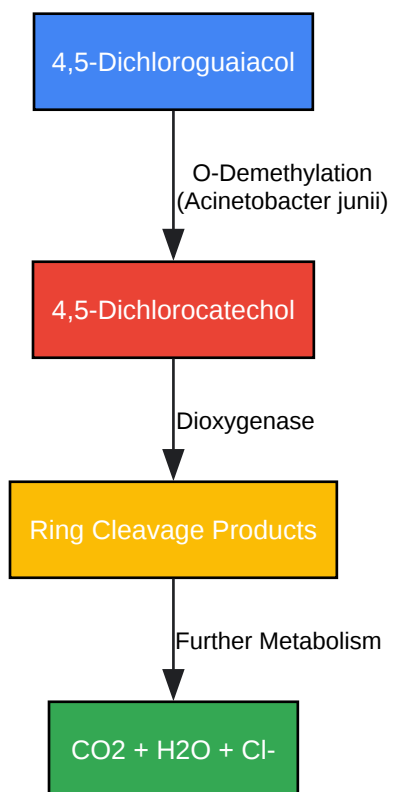 4,5-Dichloroguaiacol
O-Demethylation
(Acinetobacter junii)
4,5-Dichlorocatechol
Dioxygenase
Ring Cleavage Products
Further Metabolism
CO2 + H2O + Cl-